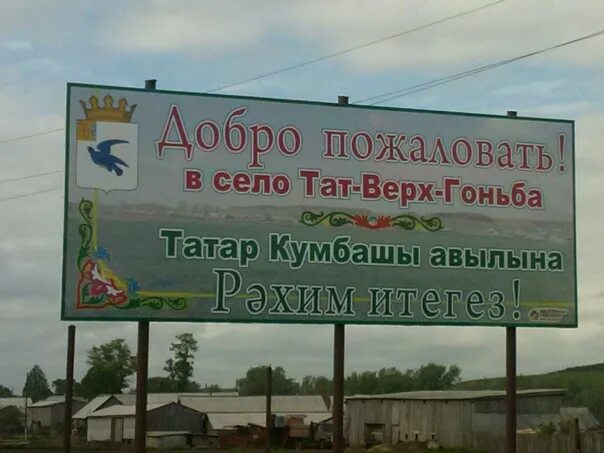 Добро пожаловать!
в село Тат-Верх-Гоньба
Татар Кумбашы авылына
Рәхим итегез!